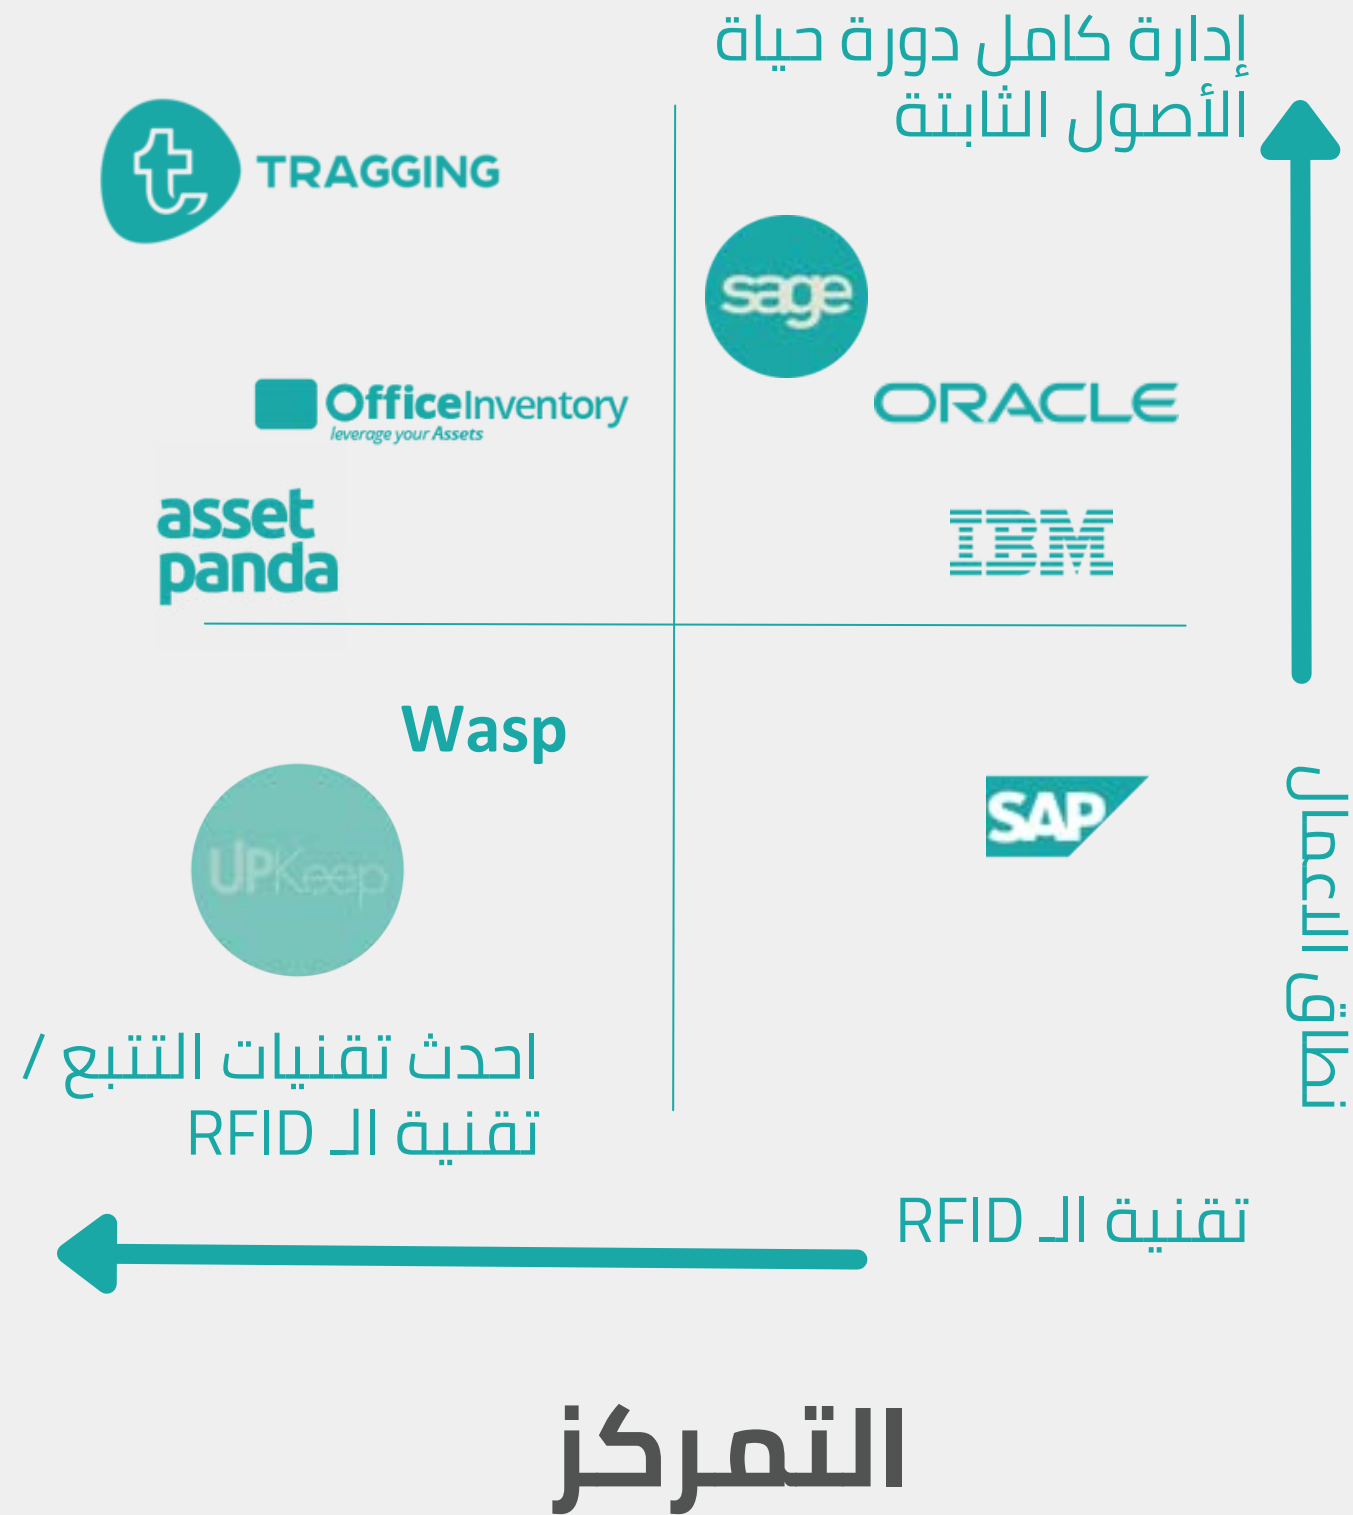 إدارة كامل دورة حياة
الأصول الثابتة
t TRAGGING
sage
OfficeInventory
leverage your Assets
ORACLE
asset
panda
IBM
Wasp
SAP
UPKeep
نطاق الاعمال
احدث تقنيات التتبع /
تقنية الـ RFID
تقنية الـ RFID
التمركز